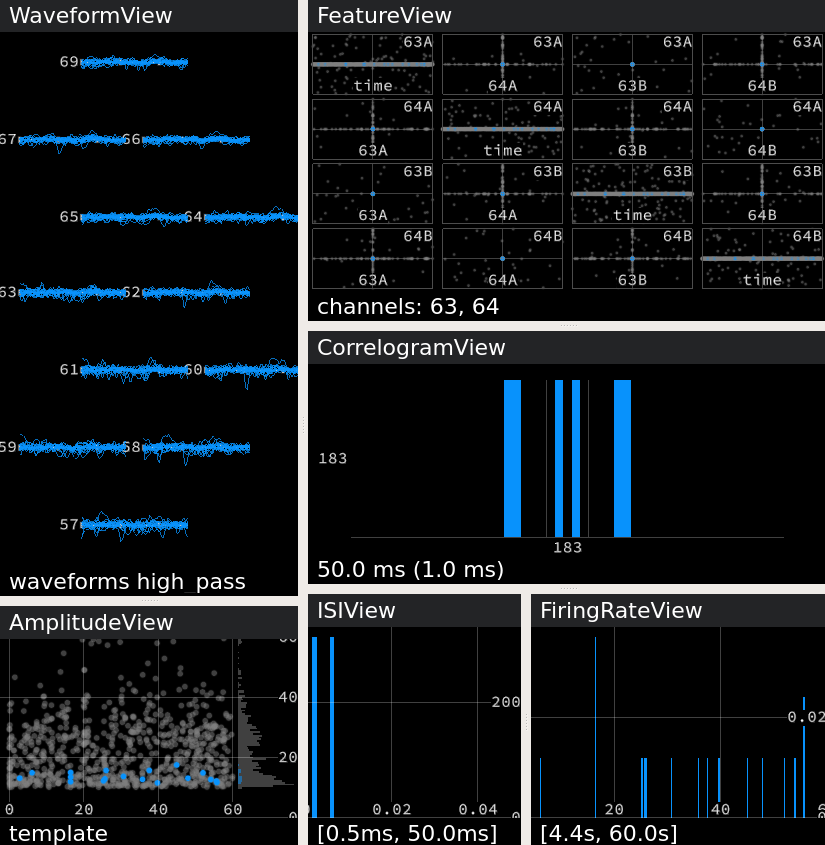 WaveformView
69
67 66
65 64
63 62
61 60
59 58
57
waveforms high_pass
FeatureView
63A 63A 63A 63A
time 64A 63B 64B
64A 64A 64A 64A
63A time 63B 64B
63B 63B 63B 63B
63A 64A time 64B
64B 64B 64B 64B
63A 64A 63B time
channels: 63, 64
CorrelogramView
183
183
50.0 ms (1.0 ms)
AmplitudeView
40
20
0 20 40 60
template
ISIView
200
0.02 0.04
[0.5ms, 50.0ms]
FiringRateView
0.02
20 40
[4.4s, 60.0s]